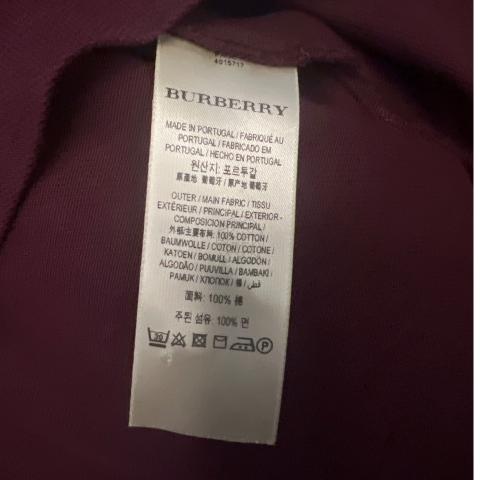 4015717
BURBERRY
MADE IN PORTUGAL / FABRIQUÉ AU
PORTUGAL / FABRICADO EM
PORTUGAL / HECHO EN PORTUGAL
원산지: 포르투갈
原產地: 葡萄牙 / 原产地: 葡萄牙
OUTER / MAIN FABRIC / TISSU
EXTÉRIEUR / PRINCIPAL / EXTERIOR -
COMPOSICIÓN PRINCIPAL /
外部/主要布料: 100% COTTON /
BAUMWOLLE / COTON / COTONE /
KATOEN / BOMULL / ALGODÓN /
ALGODÃO / PUUVILLA / BAMBAKI /
PAMUK / ХЛОПОК / 棉 / قطن
面料: 100% 棉
주된 섬유: 100% 면
30 P